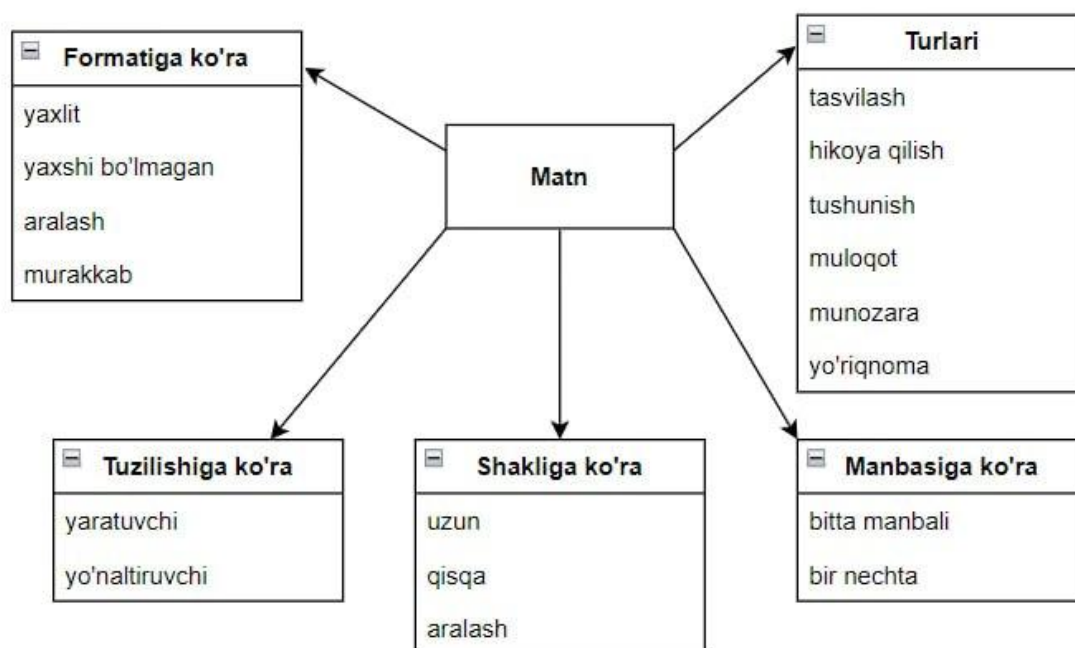 Formatiga ko'ra
yaxlit
yaxshi bo'lmagan
aralash
murakkab
Matn
Turlari
tasvilash
hikoya qilish
tushunish
muloqot
munozara
yo'riqnoma
Tuzilishiga ko'ra
yaratuvchi
yo'naltiruvchi
Shakliga ko'ra
uzun
qisqa
aralash
Manbasiga ko'ra
bitta manbali
bir nechta